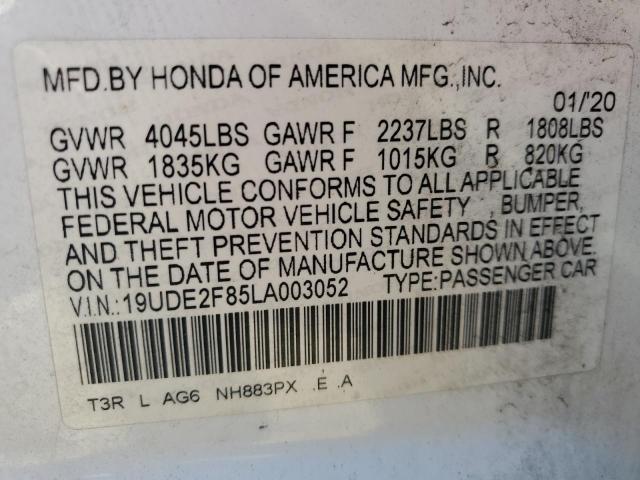 MFD.BY HONDA OF AMERICA MFG.,INC.
01/'20
GVWR 4045LBS GAWR F 2237LBS R 1808LBS
GVWR 1835KG GAWR F 1015KG R 820KG
THIS VEHICLE CONFORMS TO ALL APPLICABLE
FEDERAL MOTOR VEHICLE SAFETY , BUMPER,
AND THEFT PREVENTION STANDARDS IN EFFECT
ON THE DATE OF MANUFACTURE SHOWN ABOVE.
V.I.N.:19UDE2F85LA003052 TYPE:PASSENGER CAR
T3R L AG6 NH883PX .E .A